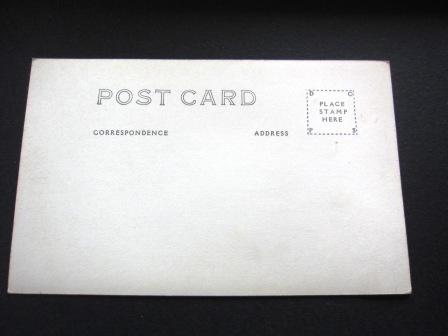 POST CARD
CORRESPONDENCE
ADDRESS
D O
PLACE
STAMP
HERE
P S